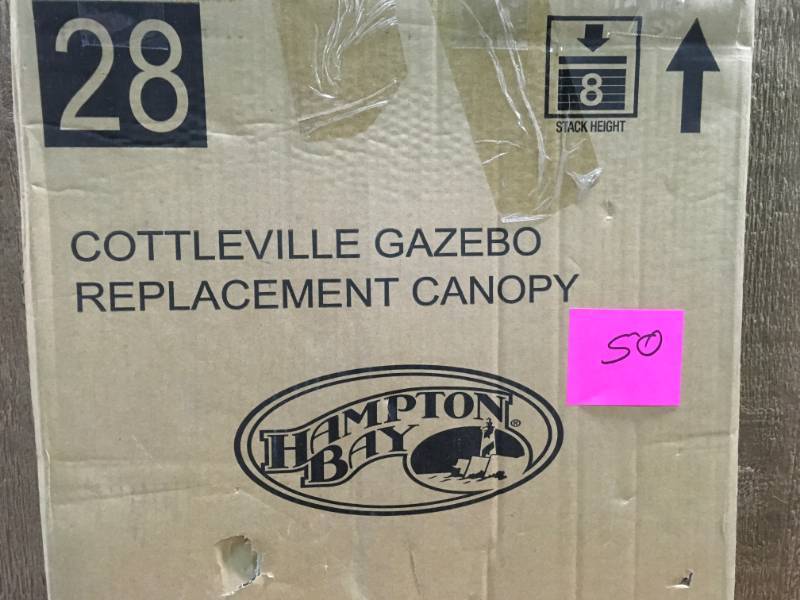 28
8
STACK HEIGHT
COTTLEVILLE GAZEBO
REPLACEMENT CANOPY
50
HAMPTON
BAY
®